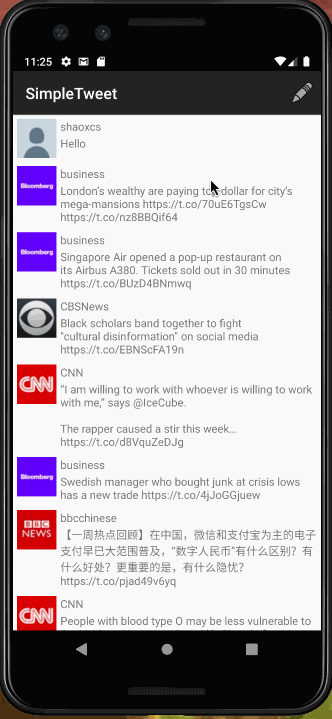 11:25
SimpleTweet
shaoxcs
Hello
business
Bloomberg
London's wealthy are paying top dollar for city's
mega-mansions https://t.co/70uE6TgsCw
https://t.co/nz8BBQif64
business
Bloomberg
Singapore Air opened a pop-up restaurant on
its Airbus A380. Tickets sold out in 30 minutes
https://t.co/BUzD4BNmwq
CBSNews
Black scholars band together to fight
"cultural disinformation" on social media
https://t.co/EBNScFA19n
CNN
CNN
"I am willing to work with whoever is willing to work
with me," says @IceCube.
The rapper caused a stir this week…
https://t.co/d8VquZeDJg
business
Bloomberg
Swedish manager who bought junk at crisis lows
has a new trade https://t.co/4jJoGGjuew
bbcchinese
BBC
NEWS
【一周热点回顾】在中国，微信和支付宝为主的电子
支付早已大范围普及，“数字人民币”有什么区别？有
什么好处？更重要的是，有什么隐忧？
https://t.co/pjad49v6yq
CNN
CNN
People with blood type O may be less vulnerable to